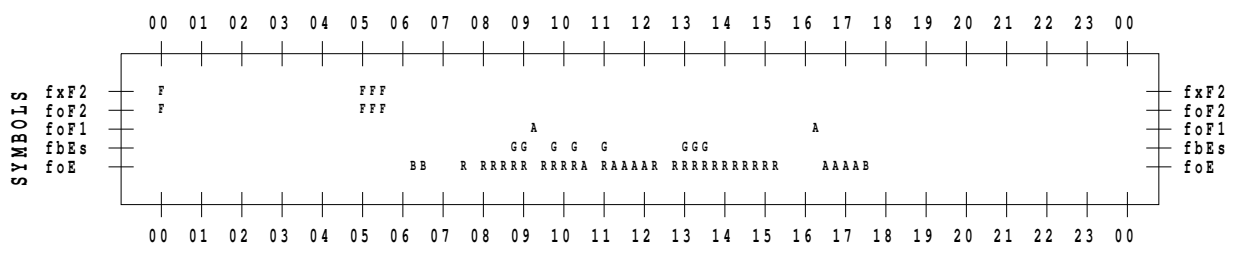 00 01 02 03 04 05 06 07 08 09 10 11 12 13 14 15 16 17 18 19 20 21 22 23 00
SYMBOLS
fxF2 F FFF fxF2
foF2 F FFF foF2
foF1 A A foF1
fbEs GG G G G GGG fbEs
foE BB R RRRRR RRRRA RAAAAR RRRRRRRRRRR AAAAB foE
00 01 02 03 04 05 06 07 08 09 10 11 12 13 14 15 16 17 18 19 20 21 22 23 00